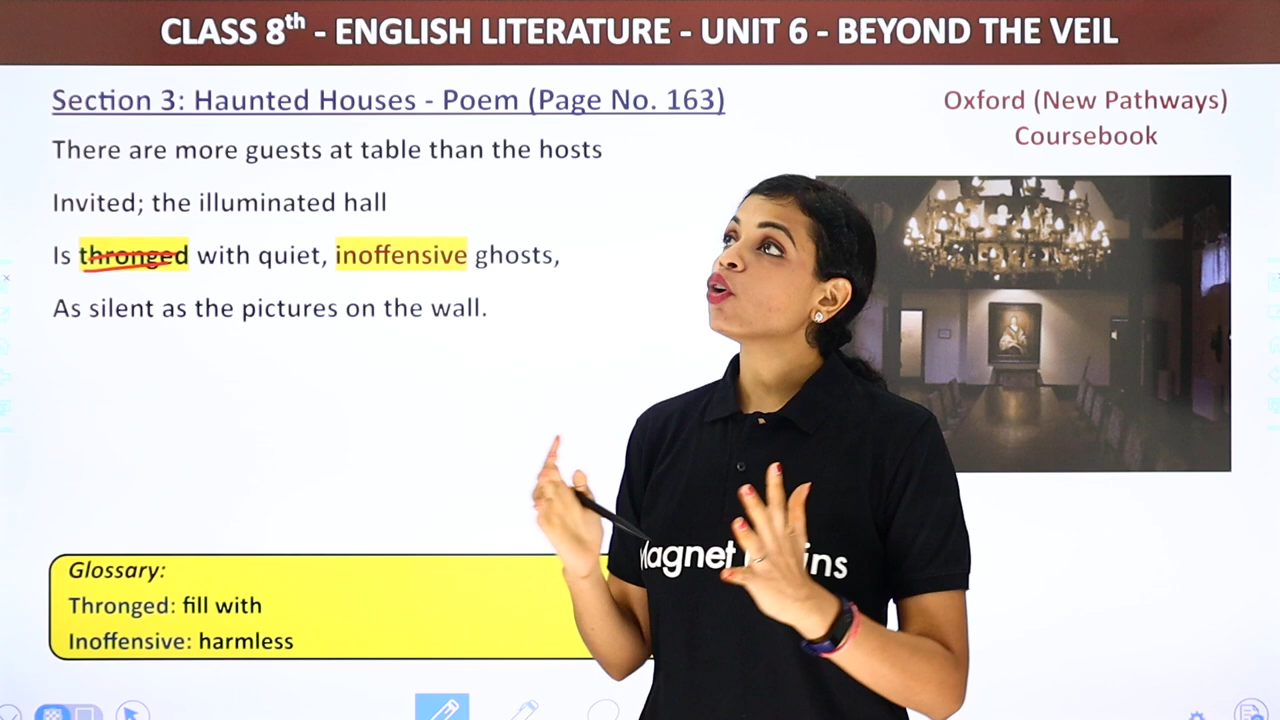 CLASS 8th - ENGLISH LITERATURE - UNIT 6 - BEYOND THE VEIL
Section 3: Haunted Houses - Poem (Page No. 163)
Oxford (New Pathways)
Coursebook
There are more guests at table than the hosts
Invited; the illuminated hall
Is thronged with quiet, inoffensive ghosts,
As silent as the pictures on the wall.
Glossary:
Thronged: fill with
Inoffensive: harmless